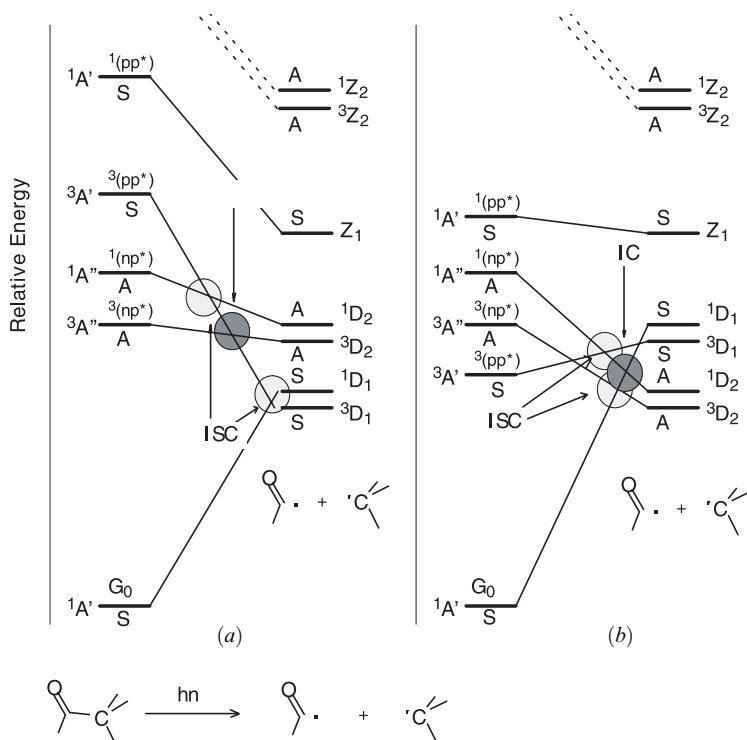 Relative Energy
¹(pp*)
¹A' S
A ¹Z₂
³Z₂
A
³(pp*)
³A' S
S Z₁
¹(np*)
¹A" A
³(np*)
³A" A
A ¹D₂
³D₂
A
S ¹D₁
³D₁
S
ISC
O
. + ·C
G₀
¹A' S
(a)
A ¹Z₂
³Z₂
A
¹(pp*)
¹A' S
S Z₁
IC
¹(np*)
¹A" A
³(np*)
³A" A
³(pp*)
³A' S
S ¹D₁
³D₁
S
¹D₂
A
³D₂
A
ISC
O
. + ·C
G₀
¹A' S
(b)
O
C hn O
. + ·C